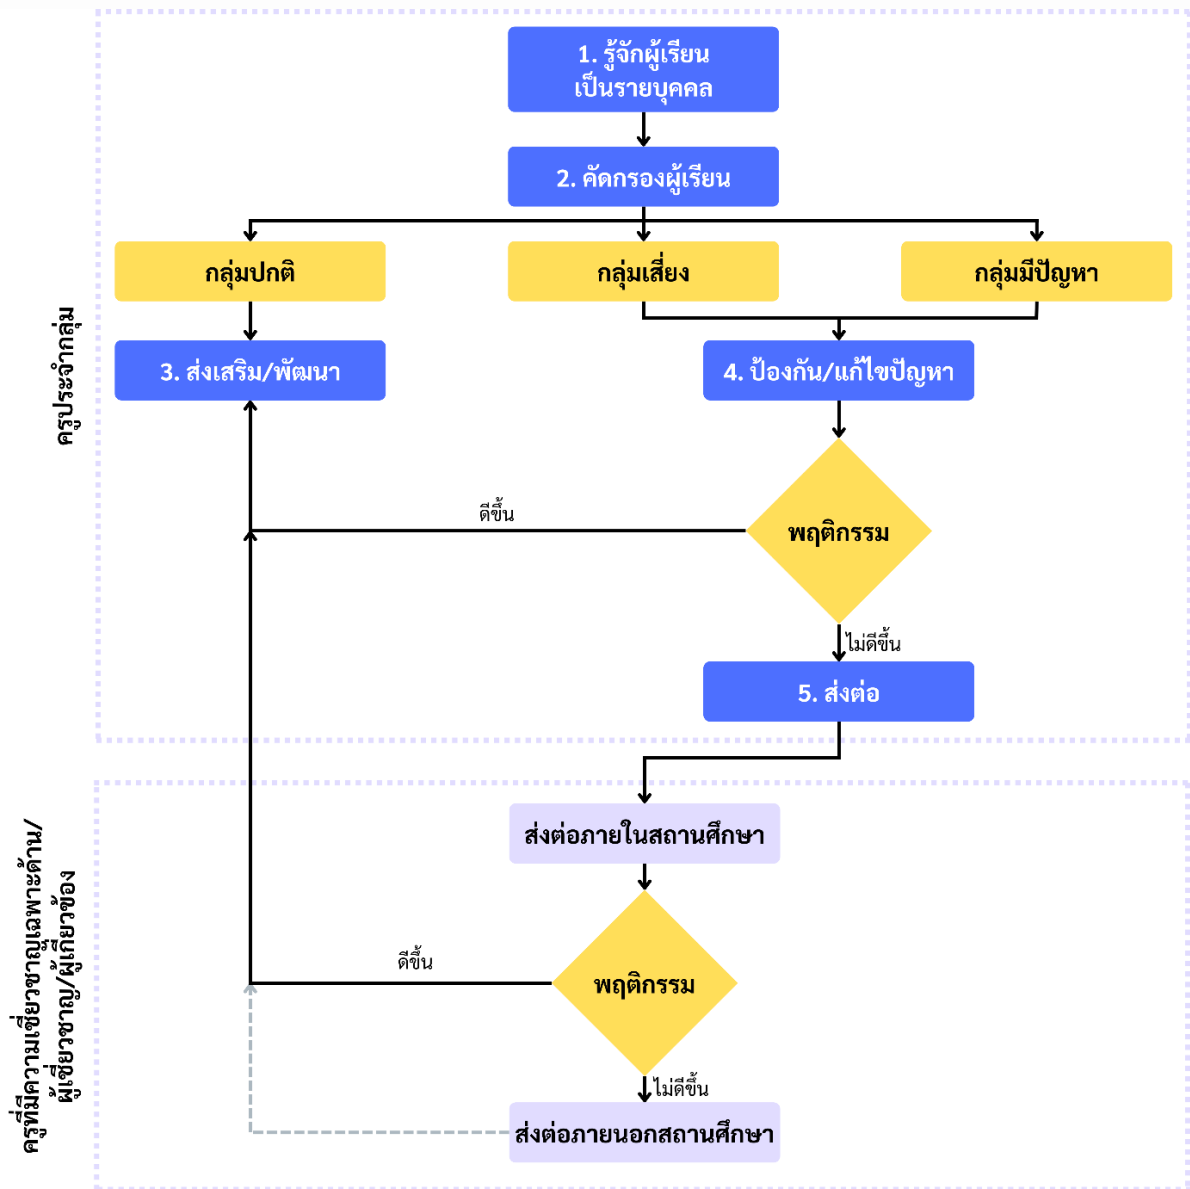 1. รู้จักผู้เรียน
เป็นรายบุคคล
2. คัดกรองผู้เรียน
กลุ่มปกติ
กลุ่มเสี่ยง
กลุ่มมีปัญหา
3. ส่งเสริม/พัฒนา
4. ป้องกัน/แก้ไขปัญหา
ครูประจำกลุ่ม
ดีขึ้น
พฤติกรรม
ไม่ดีขึ้น
5. ส่งต่อ
ส่งต่อภายในสถานศึกษา
ครูที่มีความเชี่ยวชาญเฉพาะด้าน/
ผู้เชี่ยวชาญ/ผู้เกี่ยวข้อง
ดีขึ้น
พฤติกรรม
ไม่ดีขึ้น
ส่งต่อภายนอกสถานศึกษา